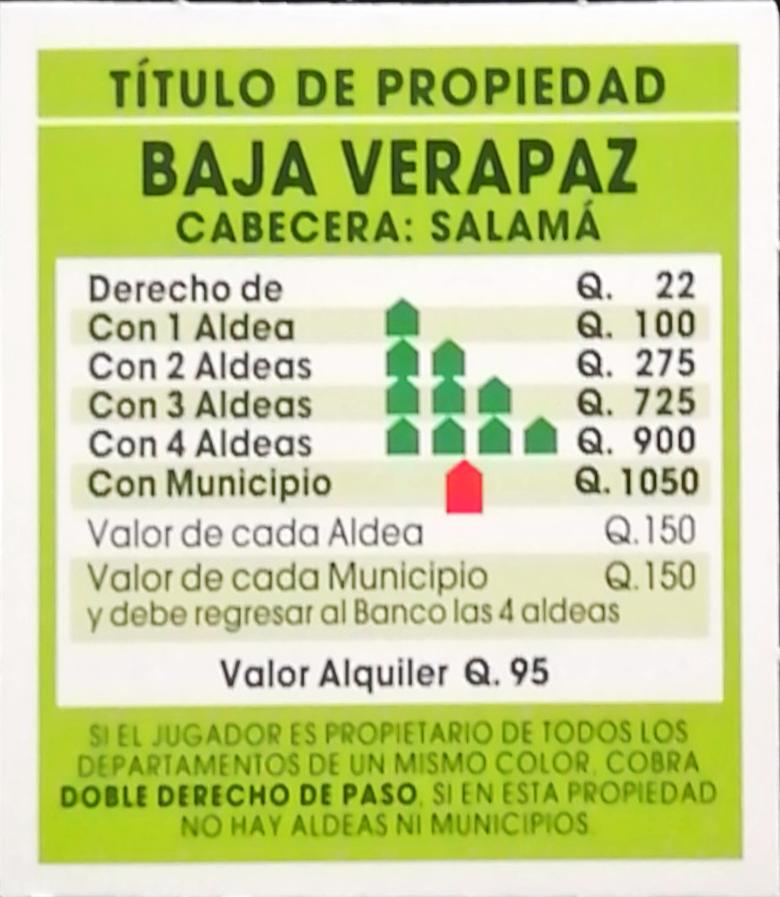 TÍTULO DE PROPIEDAD
BAJA VERAPAZ
CABECERA: SALAMÁ
Derecho de Q. 22
Con 1 Aldea Q. 100
Con 2 Aldeas Q. 275
Con 3 Aldeas Q. 725
Con 4 Aldeas Q. 900
Con Municipio Q. 1050
Valor de cada Aldea Q. 150
Valor de cada Municipio Q. 150
y debe regresar al Banco las 4 aldeas
Valor Alquiler Q. 95
SI EL JUGADOR ES PROPIETARIO DE TODOS LOS
DEPARTAMENTOS DE UN MISMO COLOR, COBRA
DOBLE DERECHO DE PASO, SI EN ESTA PROPIEDAD
NO HAY ALDEAS NI MUNICIPIOS.